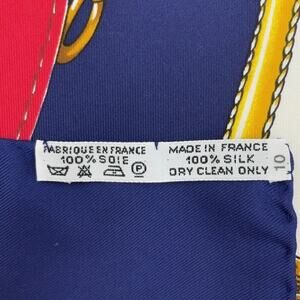 FABRIQUE EN FRANCE
100% SOIE
MADE IN FRANCE
100% SILK
DRY CLEAN ONLY
10